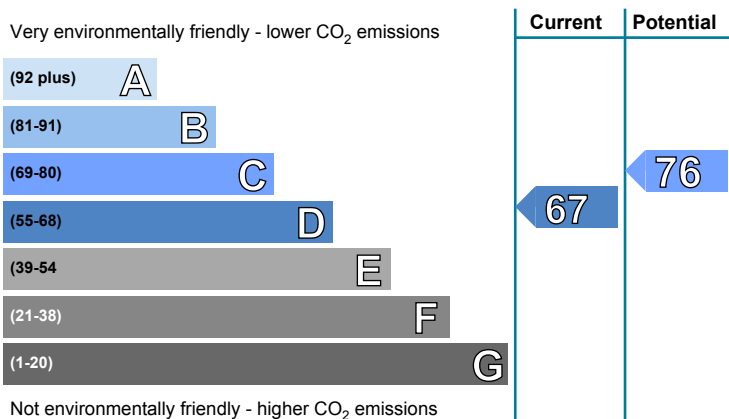 Very environmentally friendly - lower CO2 emissions
Current
Potential
(92 plus) A
(81-91) B
(69-80) C
(55-68) D
(39-54 E
(21-38) F
(1-20) G
67
76
Not environmentally friendly - higher CO2 emissions